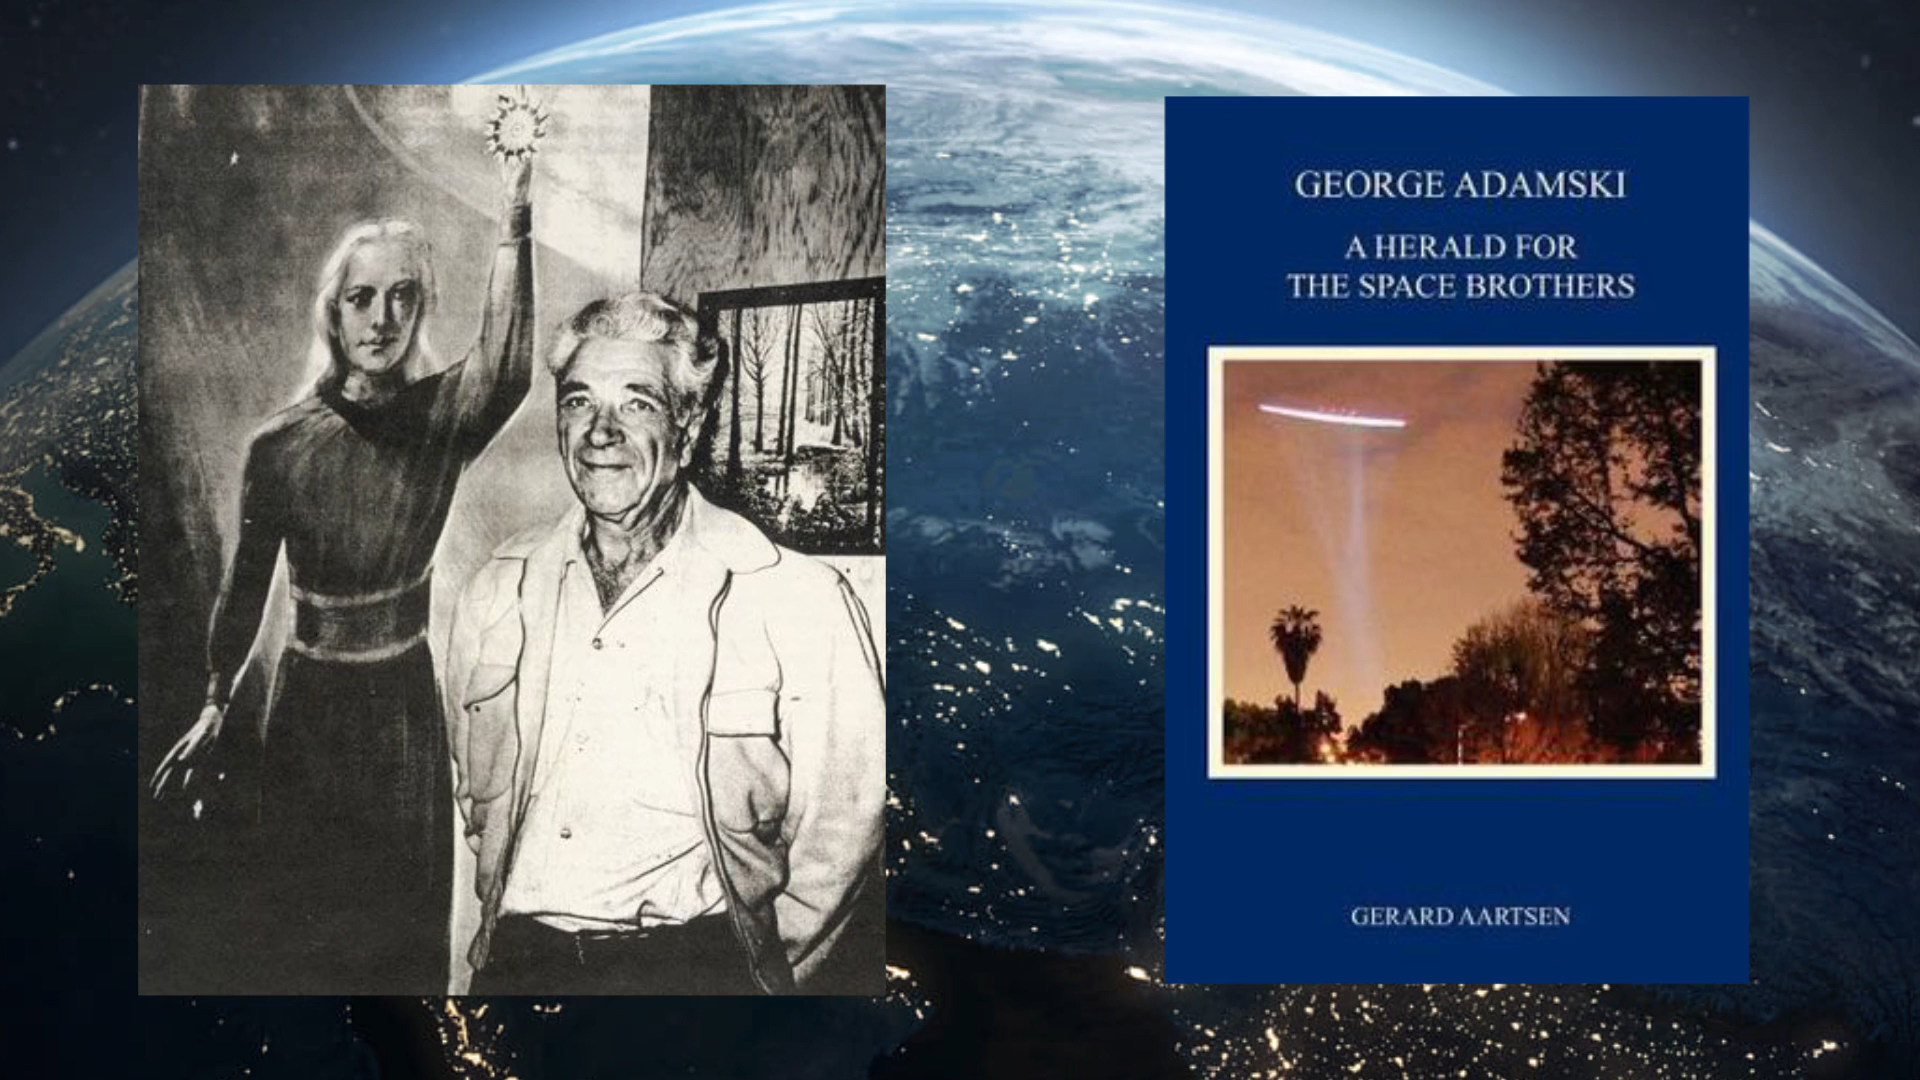 GEORGE ADAMSKI
A HERALD FOR
THE SPACE BROTHERS
GERARD AARTSEN